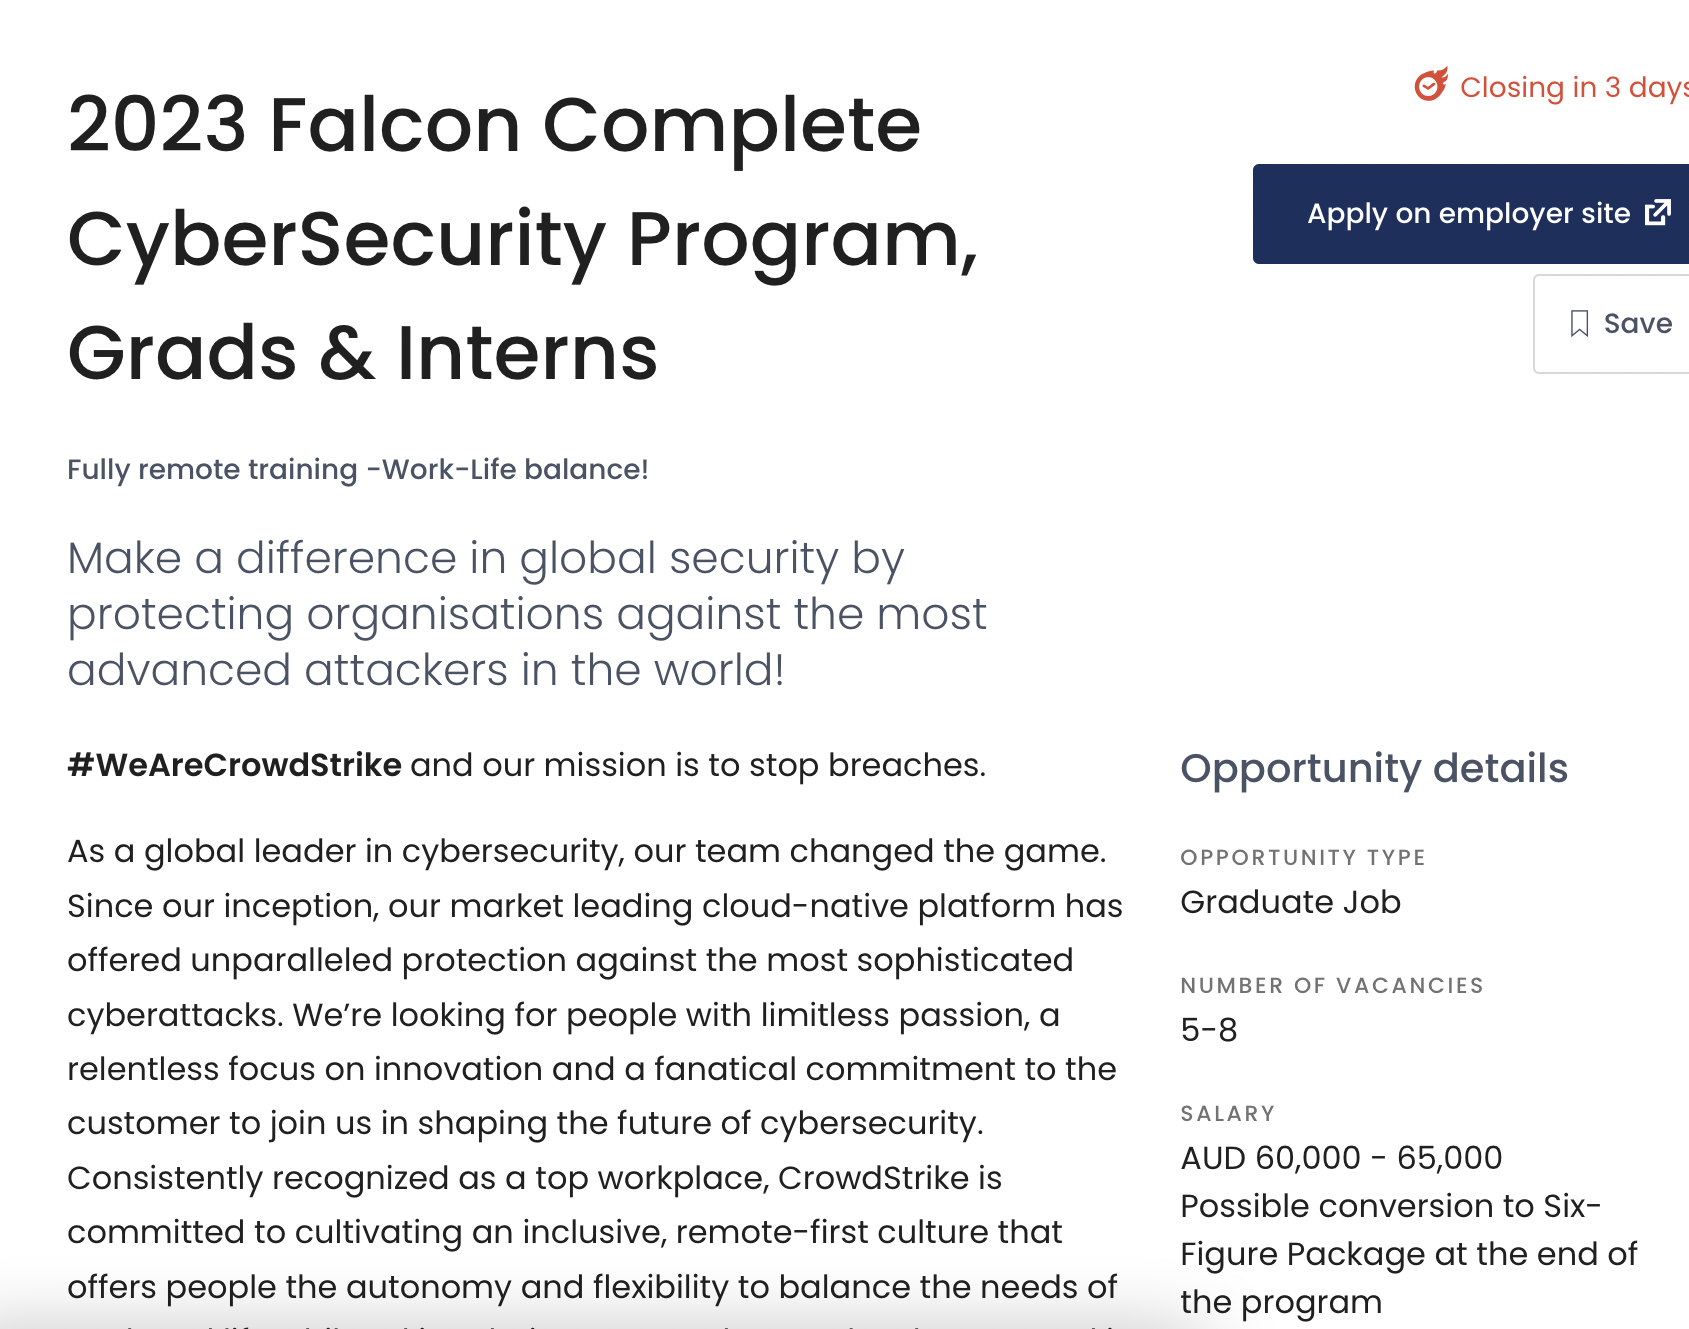 Closing in 3 days
2023 Falcon Complete
CyberSecurity Program,
Grads & Interns
Apply on employer site
Save
Fully remote training -Work-Life balance!
Make a difference in global security by
protecting organisations against the most
advanced attackers in the world!
#WeAreCrowdStrike and our mission is to stop breaches.
As a global leader in cybersecurity, our team changed the game.
Since our inception, our market leading cloud-native platform has
offered unparalleled protection against the most sophisticated
cyberattacks. We’re looking for people with limitless passion, a
relentless focus on innovation and a fanatical commitment to the
customer to join us in shaping the future of cybersecurity.
Consistently recognized as a top workplace, CrowdStrike is
committed to cultivating an inclusive, remote-first culture that
offers people the autonomy and flexibility to balance the needs of
Opportunity details
OPPORTUNITY TYPE
Graduate Job
NUMBER OF VACANCIES
5-8
SALARY
AUD 60,000 - 65,000
Possible conversion to Six-
Figure Package at the end of
the program